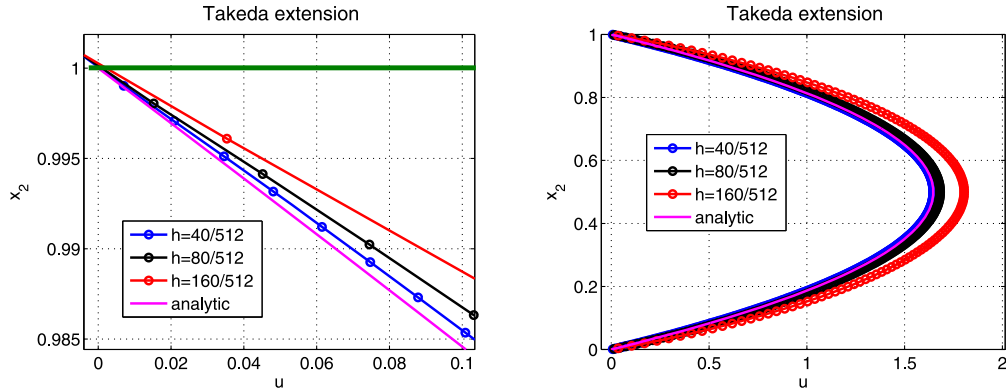 Takeda extension
x2
1
0.995
0.99
0.985
h=40/512
h=80/512
h=160/512
analytic
0
0.02
0.04
0.06
0.08
0.1
u
Takeda extension
x2
1
0.8
0.6
0.4
0.2
0
h=40/512
h=80/512
h=160/512
analytic
0
0.5
1
1.5
2
u